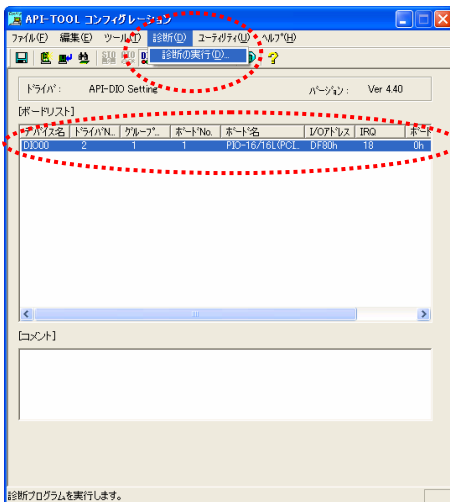 API-TOOL コンフィグレーション
ファイル(F) 編集(E) ツール(T) 診断(D) ユーティリティ(U) ヘルプ(H)
診断の実行(D)...
ドライバ: API-DIO Setting バージョン: Ver 4.40
[ボードリスト]
デバイス名 ドライバN... グループ... ボードNo. ボード名 I/Oアドレス IRQ ボード
DIO00 2 1 1 PIO-16/16L(PCI... DF80h 18 0h
[コメント]
診断プログラムを実行します。